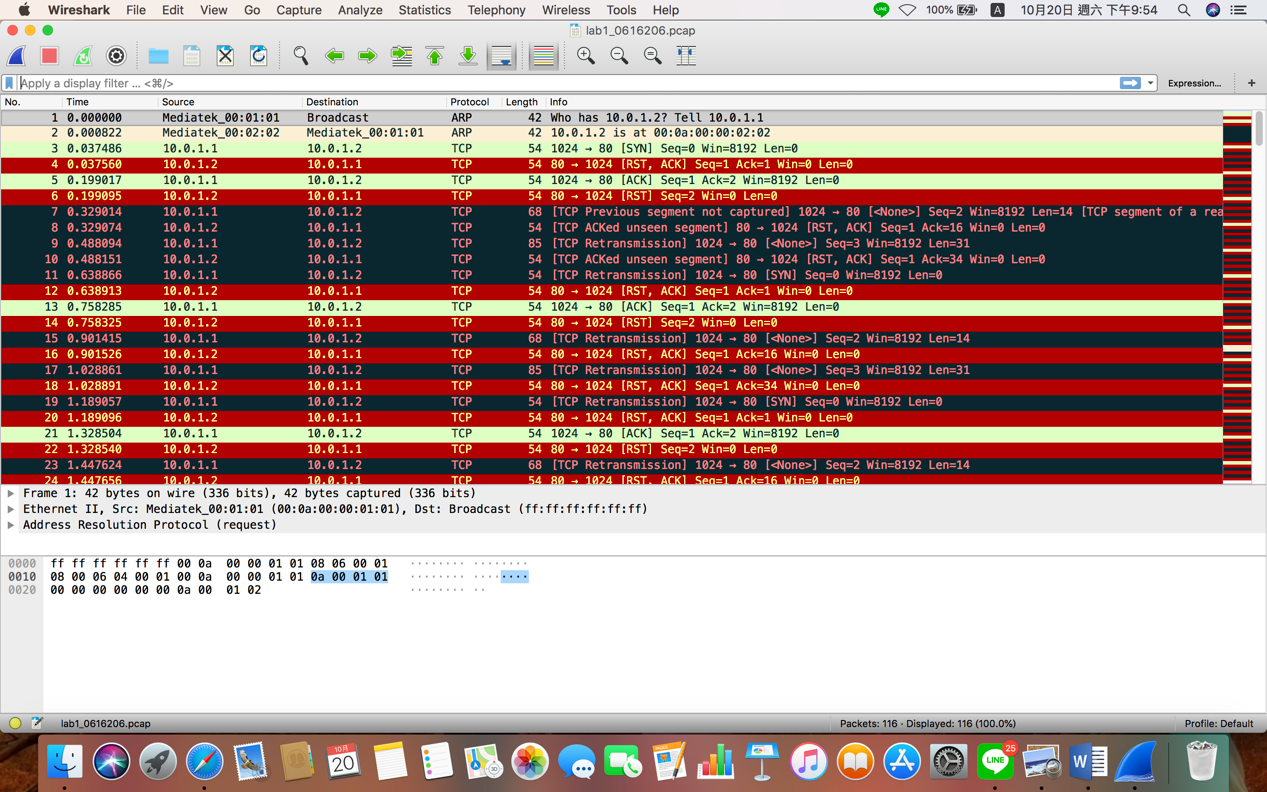 Wireshark File Edit View Go Capture Analyze Statistics Telephony Wireless Tools Help LINE 100% A 10月20日 週六 下午9:54
lab1_0616206.pcap
Apply a display filter … <⌘/> Expression… +
No. Time Source Destination Protocol Length Info
1 0.000000 Mediatek_00:01:01 Broadcast ARP 42 Who has 10.0.1.2? Tell 10.0.1.1
2 0.000822 Mediatek_00:02:02 Mediatek_00:01:01 ARP 42 10.0.1.2 is at 00:0a:00:00:02:02
3 0.037486 10.0.1.1 10.0.1.2 TCP 54 1024 → 80 [SYN] Seq=0 Win=8192 Len=0
4 0.037560 10.0.1.2 10.0.1.1 TCP 54 80 → 1024 [RST, ACK] Seq=1 Ack=1 Win=0 Len=0
5 0.199017 10.0.1.1 10.0.1.2 TCP 54 1024 → 80 [ACK] Seq=1 Ack=2 Win=8192 Len=0
6 0.199095 10.0.1.2 10.0.1.1 TCP 54 80 → 1024 [RST] Seq=2 Win=0 Len=0
7 0.329014 10.0.1.1 10.0.1.2 TCP 68 [TCP Previous segment not captured] 1024 → 80 [<None>] Seq=2 Win=8192 Len=14 [TCP segment of a rea
8 0.329074 10.0.1.2 10.0.1.1 TCP 54 [TCP ACKed unseen segment] 80 → 1024 [RST, ACK] Seq=1 Ack=16 Win=0 Len=0
9 0.488094 10.0.1.1 10.0.1.2 TCP 85 [TCP Retransmission] 1024 → 80 [<None>] Seq=3 Win=8192 Len=31
10 0.488151 10.0.1.2 10.0.1.1 TCP 54 [TCP ACKed unseen segment] 80 → 1024 [RST, ACK] Seq=1 Ack=34 Win=0 Len=0
11 0.638866 10.0.1.1 10.0.1.2 TCP 54 [TCP Retransmission] 1024 → 80 [SYN] Seq=0 Win=8192 Len=0
12 0.638913 10.0.1.2 10.0.1.1 TCP 54 80 → 1024 [RST, ACK] Seq=1 Ack=1 Win=0 Len=0
13 0.758285 10.0.1.1 10.0.1.2 TCP 54 1024 → 80 [ACK] Seq=1 Ack=2 Win=8192 Len=0
14 0.758325 10.0.1.2 10.0.1.1 TCP 54 80 → 1024 [RST] Seq=2 Win=0 Len=0
15 0.901415 10.0.1.1 10.0.1.2 TCP 68 [TCP Retransmission] 1024 → 80 [<None>] Seq=2 Win=8192 Len=14
16 0.901526 10.0.1.2 10.0.1.1 TCP 54 80 → 1024 [RST, ACK] Seq=1 Ack=16 Win=0 Len=0
17 1.028861 10.0.1.1 10.0.1.2 TCP 85 [TCP Retransmission] 1024 → 80 [<None>] Seq=3 Win=8192 Len=31
18 1.028891 10.0.1.2 10.0.1.1 TCP 54 80 → 1024 [RST, ACK] Seq=1 Ack=34 Win=0 Len=0
19 1.189057 10.0.1.1 10.0.1.2 TCP 54 [TCP Retransmission] 1024 → 80 [SYN] Seq=0 Win=8192 Len=0
20 1.189096 10.0.1.2 10.0.1.1 TCP 54 80 → 1024 [RST, ACK] Seq=1 Ack=1 Win=0 Len=0
21 1.328504 10.0.1.1 10.0.1.2 TCP 54 1024 → 80 [ACK] Seq=1 Ack=2 Win=8192 Len=0
22 1.328540 10.0.1.2 10.0.1.1 TCP 54 80 → 1024 [RST] Seq=2 Win=0 Len=0
23 1.447624 10.0.1.1 10.0.1.2 TCP 68 [TCP Retransmission] 1024 → 80 [<None>] Seq=2 Win=8192 Len=14
24 1.447656 10.0.1.2 10.0.1.1 TCP 54 80 → 1024 [RST, ACK] Seq=1 Ack=16 Win=0 Len=0
Frame 1: 42 bytes on wire (336 bits), 42 bytes captured (336 bits)
Ethernet II, Src: Mediatek_00:01:01 (00:0a:00:00:01:01), Dst: Broadcast (ff:ff:ff:ff:ff:ff)
Address Resolution Protocol (request)
0000 ff ff ff ff ff ff 00 0a 00 00 01 01 08 06 00 01 ········ ········
0010 08 00 06 04 00 01 00 0a 00 00 01 01 0a 00 01 01 ········ ········
0020 00 00 00 00 00 00 0a 00 01 02 ········ ··
lab1_0616206.pcap Packets: 116 · Displayed: 116 (100.0%) Profile: Default
10月 20 30 LINE 25 W